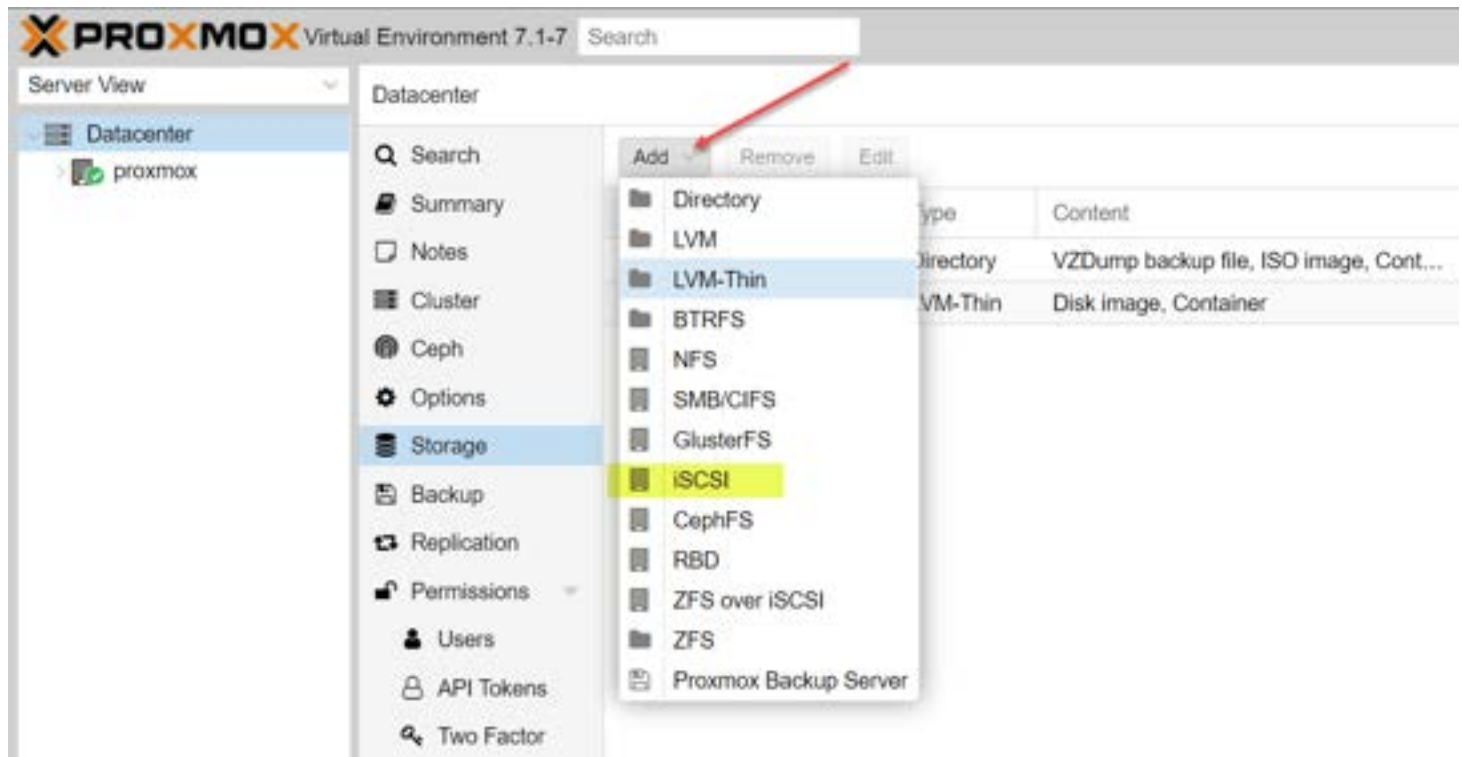 PROXMOX Virtual Environment 7.1-7 Search
Server View
Datacenter
proxmox
Datacenter
Search
Summary
Notes
Cluster
Ceph
Options
Storage
Backup
Replication
Permissions
Users
API Tokens
Two Factor
Add Remove Edit
Directory
LVM
LVM-Thin
BTRFS
NFS
SMB/CIFS
GlusterFS
iSCSI
CephFS
RBD
ZFS over iSCSI
ZFS
Proxmox Backup Server
ype Content
irectory VZDump backup file, ISO image, Cont...
VM-Thin Disk image, Container